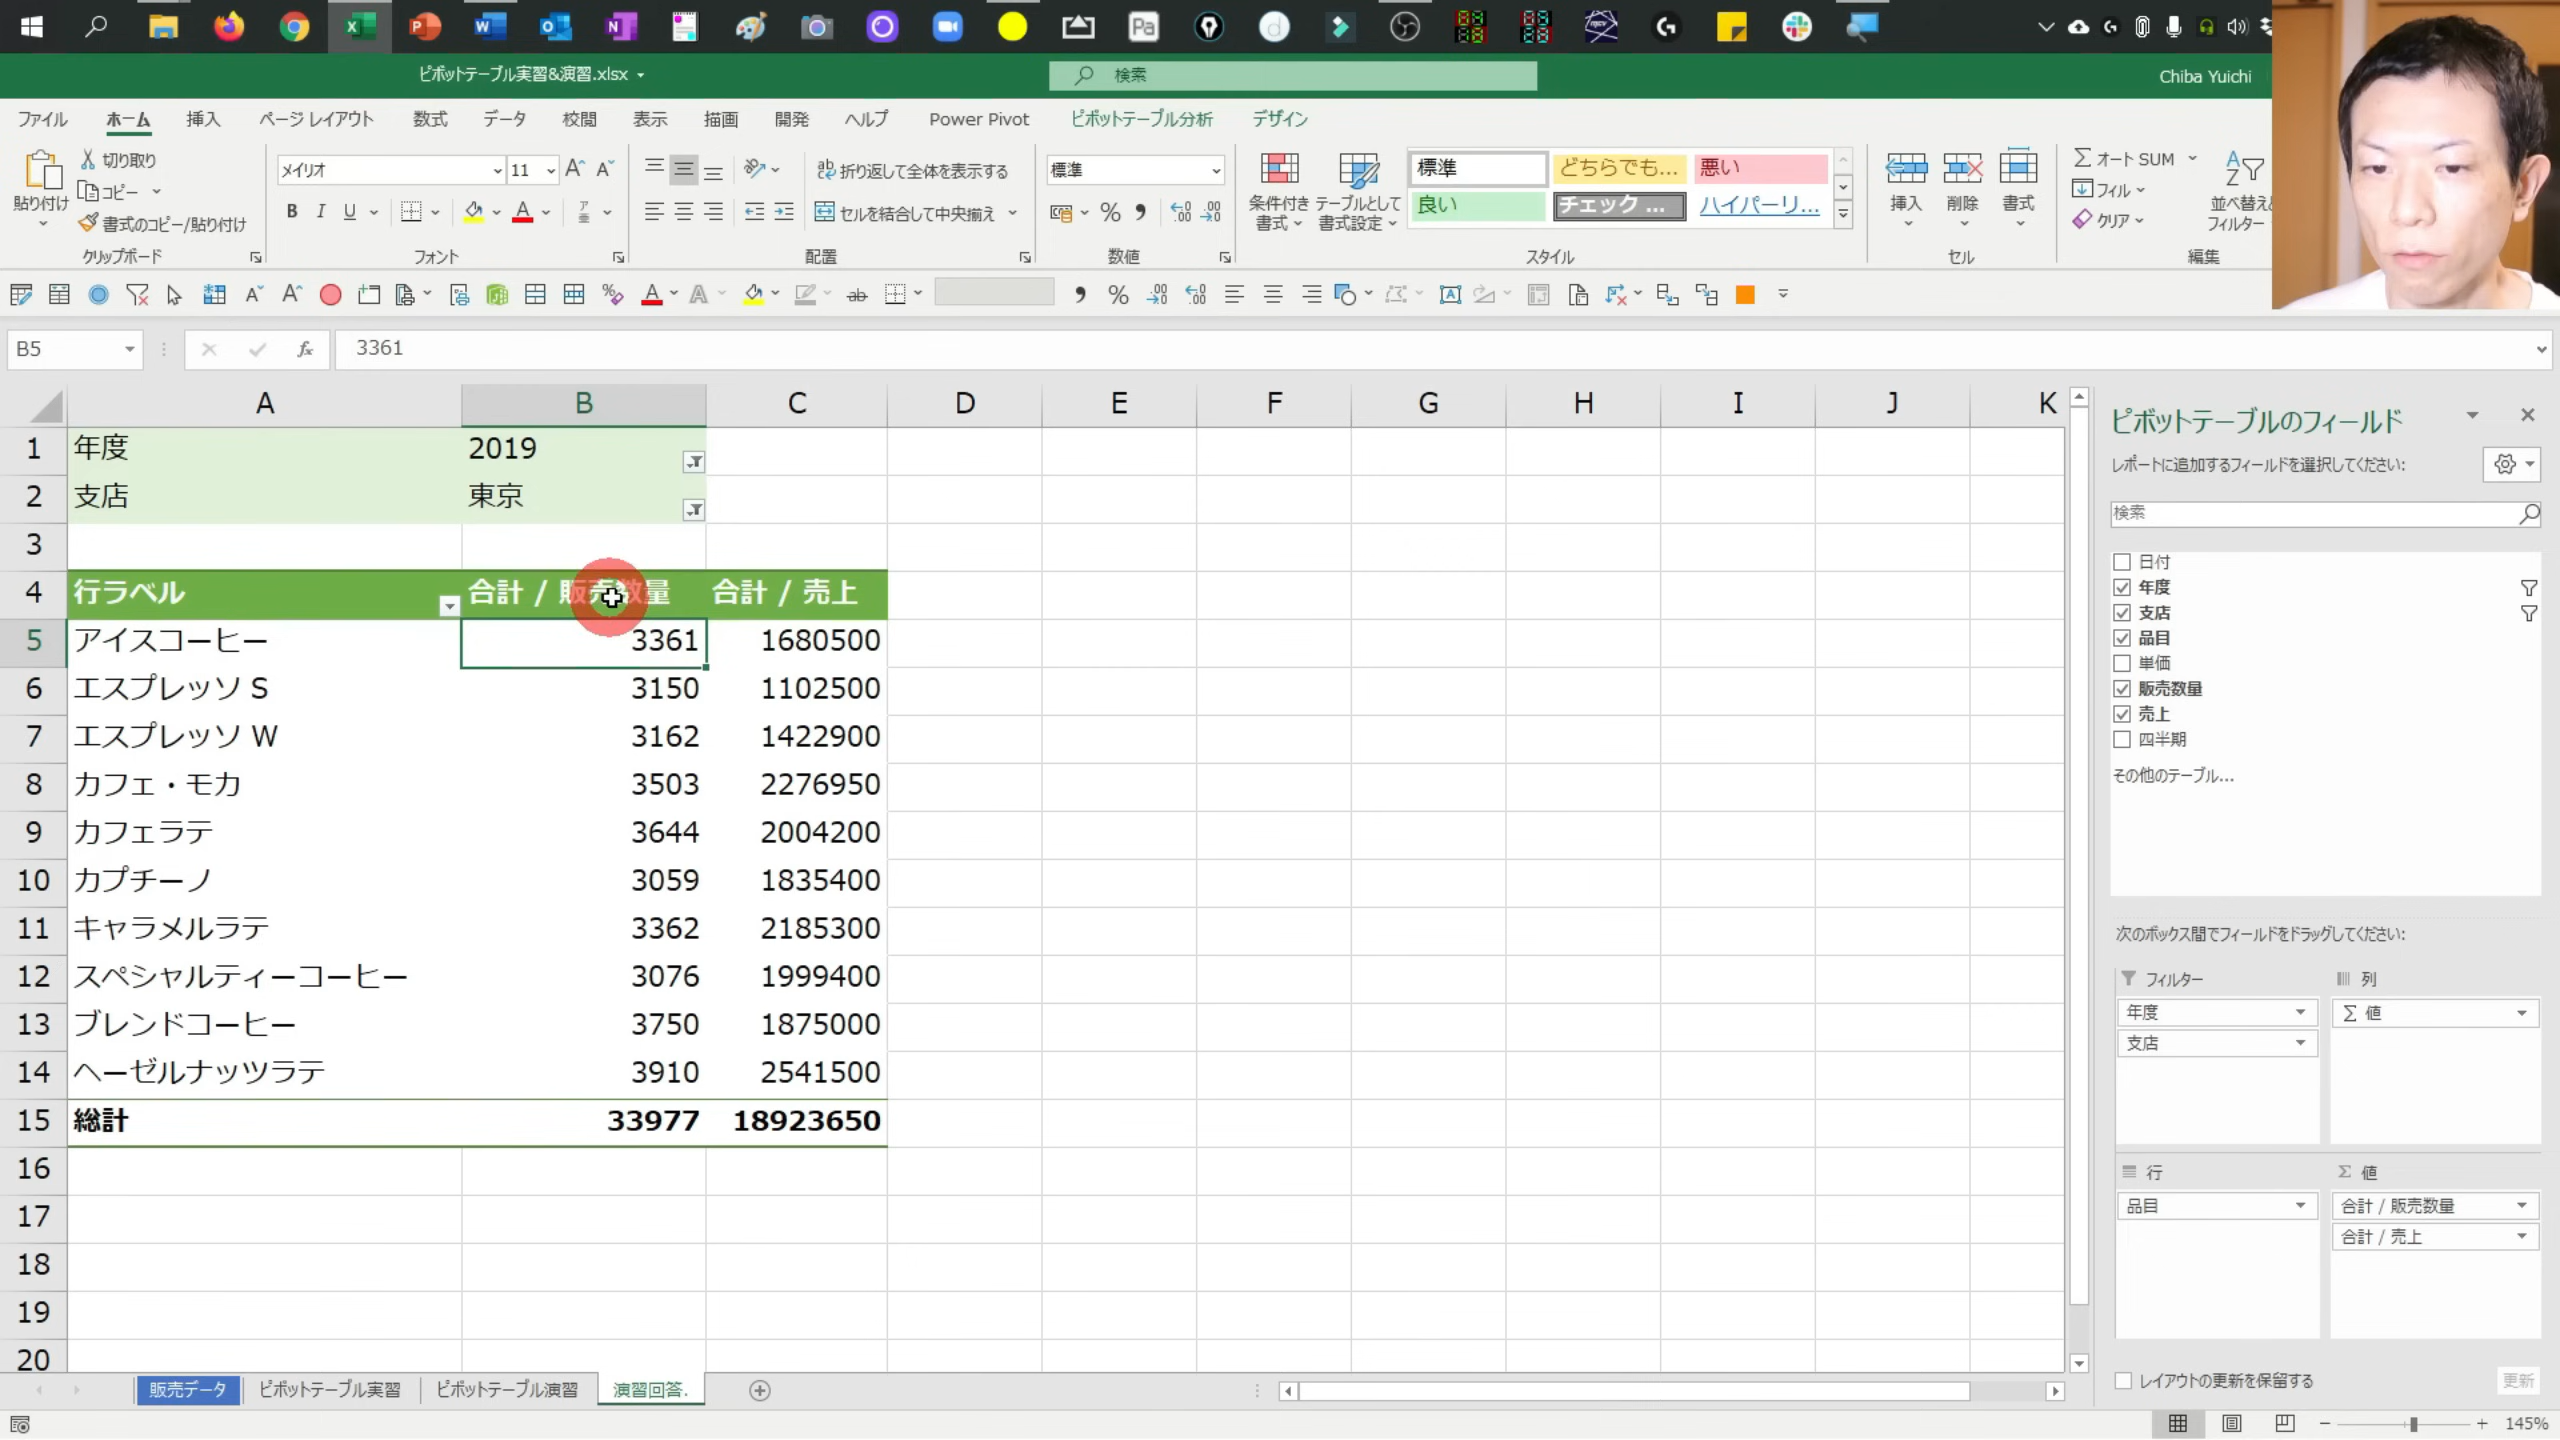 ピボットテーブル実習&演習.xlsx
検索
Chiba Yuichi
ファイル ホーム 挿入 ページ レイアウト 数式 データ 校閲 表示 翻訳 開発 ヘルプ Power Pivot ピボットテーブル分析 デザイン
貼り付け
切り取り
コピー
書式のコピー/貼り付け
クリップボード
メイリオ 11
B I U
フォント
折り返して全体を表示する
セルを結合して中央揃え
配置
標準
数値
条件付き書式
テーブルとして書式設定
標準 どちらでも... 悪い
良い チェック ... ハイパーリ...
スタイル
挿入 削除 書式
セル
オート SUM
フィル
クリア
並べ替え
フィルター
編集
B5 fx 3361
A B C D E F G H I J K
1 年度 2019
2 支店 東京
3
4 行ラベル 合計 / 販売数量 合計 / 売上
5 アイスコーヒー 3361 1680500
6 エスプレッソ S 3150 1102500
7 エスプレッソ W 3162 1422900
8 カフェ・モカ 3503 2276950
9 カフェラテ 3644 2004200
10 カプチーノ 3059 1835400
11 キャラメルラテ 3362 2185300
12 スペシャルティーコーヒー 3076 1999400
13 ブレンドコーヒー 3750 1875000
14 ヘーゼルナッツラテ 3910 2541500
15 総計 33977 18923650
16
17
18
19
20
ピボットテーブルのフィールド
レポートに追加するフィールドを選択してください:
検索
日付
年度
支店
品目
単価
販売数量
売上
四半期
その他のテーブル...
次のボックス間でフィールドをドラッグしてください:
フィルター 列
年度 Σ 値
支店
行 Σ 値
品目 合計 / 販売数量
合計 / 売上
レイアウトの更新を保留する 更新
販売データ ピボットテーブル実習 ピボットテーブル演習 演習回答.
145%